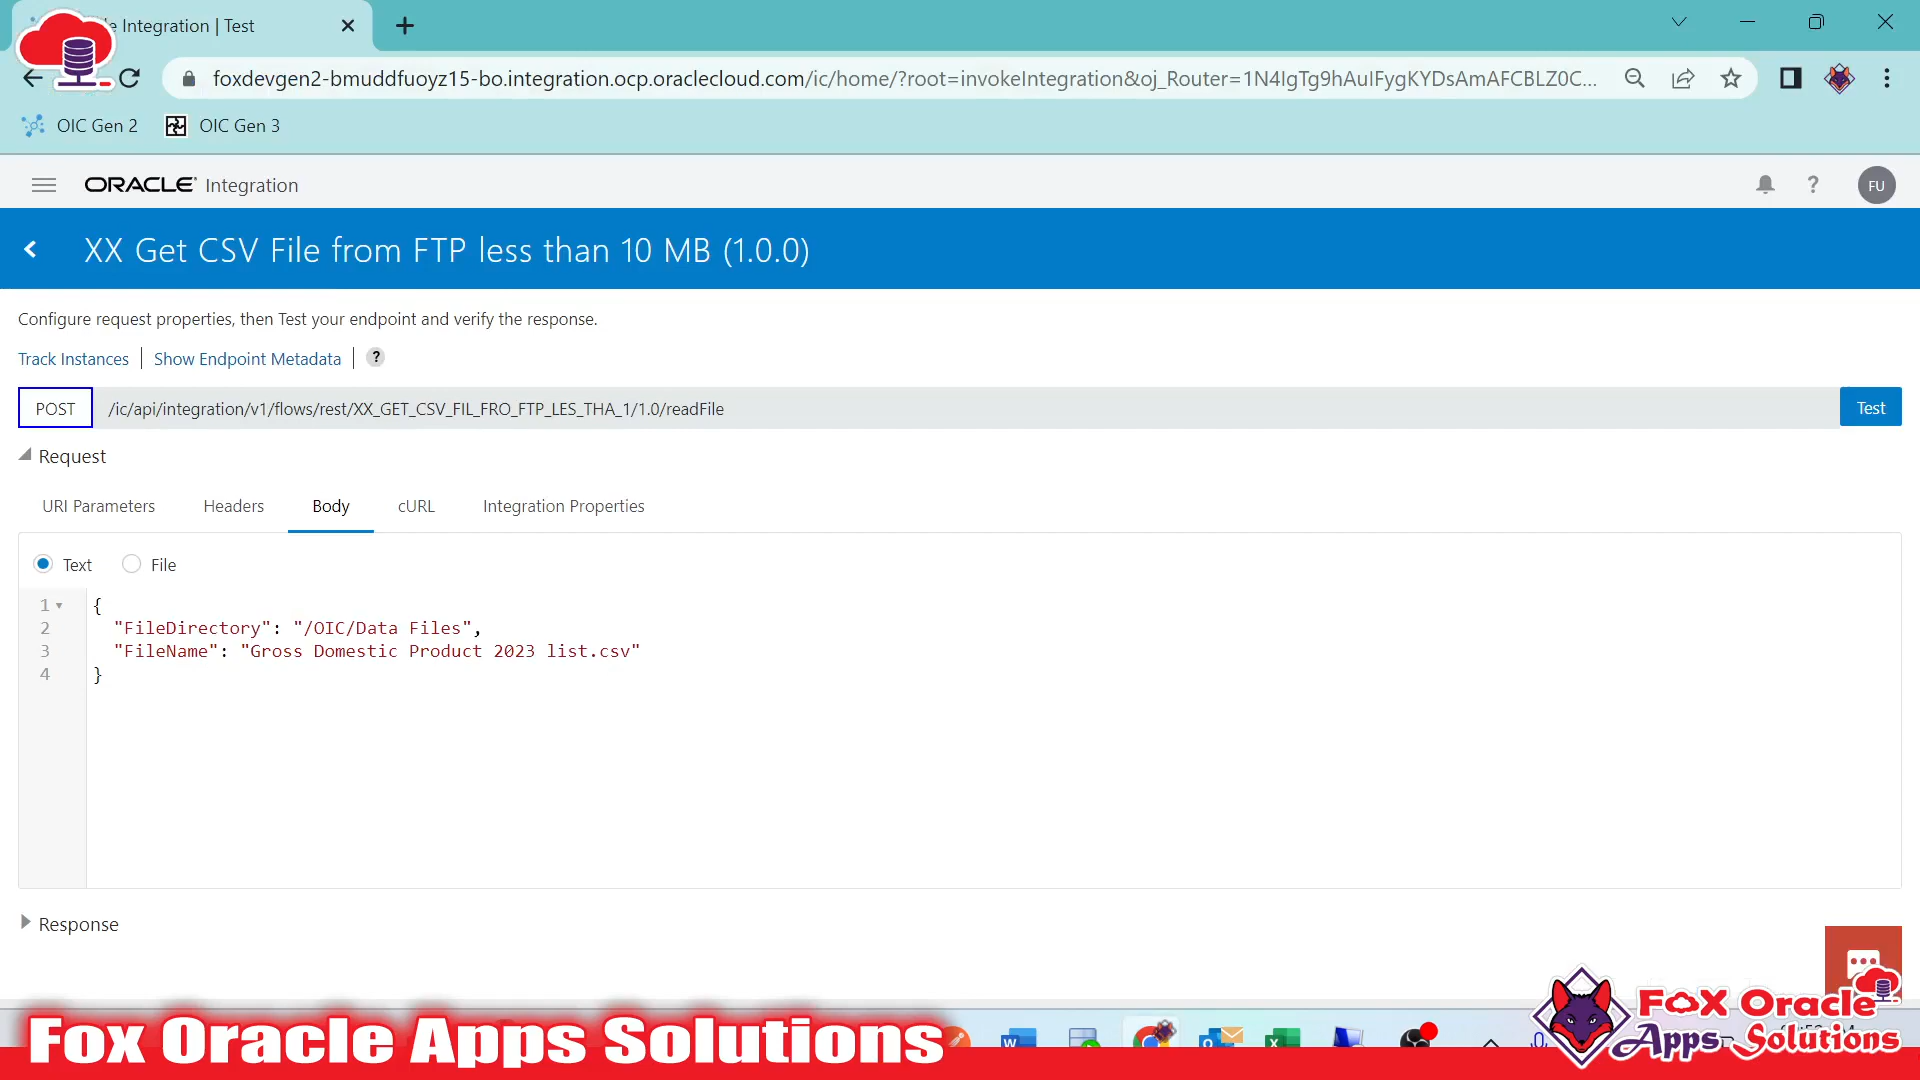 Integration | Test
foxdevgen2-bmuddfuoyz15-bo.integration.ocp.oraclecloud.com/ic/home/?root=invokeIntegration&oj_Router=1N4IgTg9hAuIFygKYDsAmAFCBLZ0C...
OIC Gen 2
OIC Gen 3
ORACLE Integration
FU
XX Get CSV File from FTP less than 10 MB (1.0.0)
Configure request properties, then Test your endpoint and verify the response.
Track Instances | Show Endpoint Metadata | ?
POST /ic/api/integration/v1/flows/rest/XX_GET_CSV_FIL_FRO_FTP_LES_THA_1/1.0/readFile Test
Request
URI Parameters Headers Body cURL Integration Properties
Text File
1 {
2 "FileDirectory": "/OIC/Data Files",
3 "FileName": "Gross Domestic Product 2023 list.csv"
4 }
Response
Fox Oracle Apps Solutions
Fox Oracle
Apps Solutions